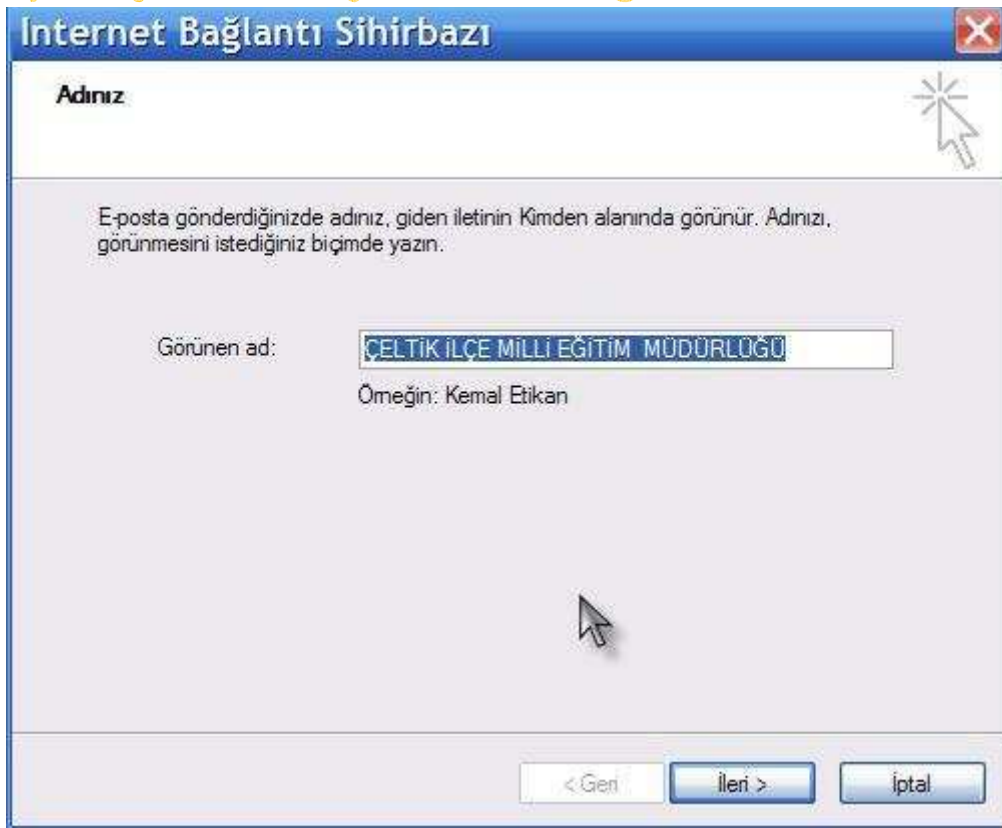 Internet Bağlantı Sihirbazı
Adınız
E-posta gönderdiğinizde adınız, giden iletinin Kimden alanında görünür. Adınızı,
görünmesini istediğiniz biçimde yazın.
Görünen ad:
ÇELTİK İLÇE MİLLİ EĞİTİM MÜDÜRLÜĞÜ
Örneğin: Kemal Etikan
< Geri
İleri >
İptal